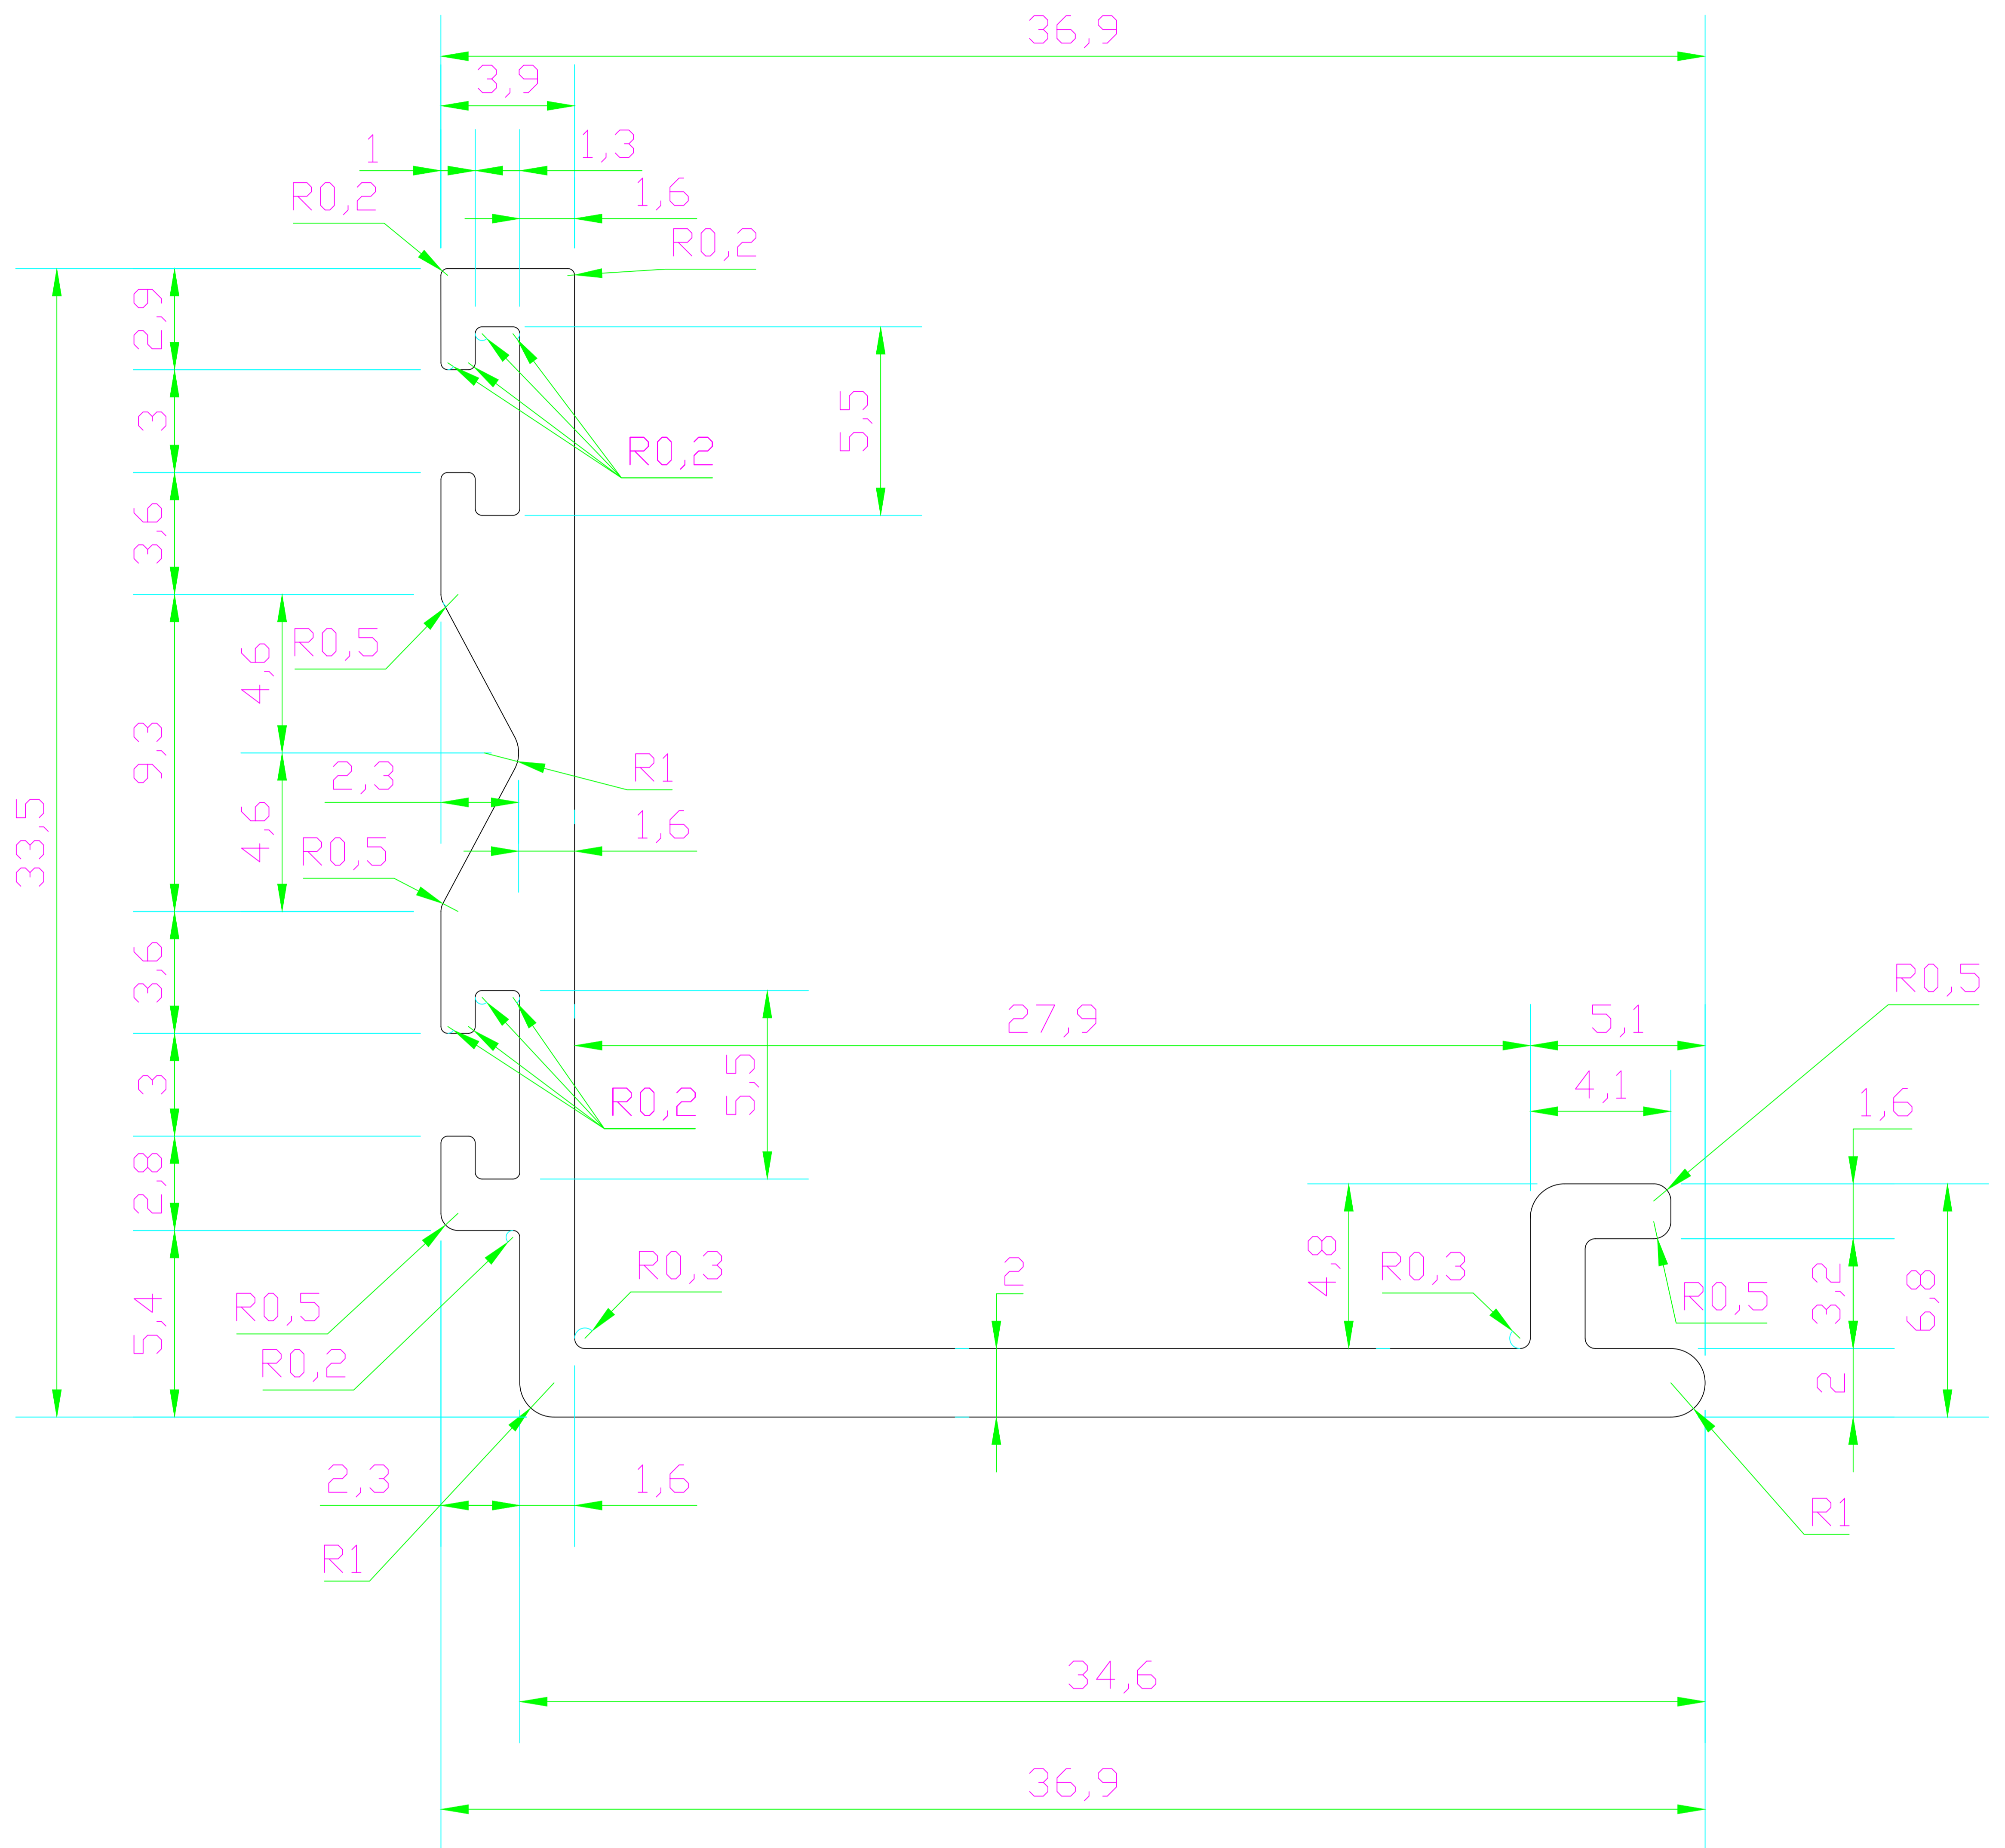 36,9
3,9
1
1,3
1,6
R0,2
R0,2
2,9
3
5,5
R0,2
3,6
4,6
R0,5
9,3
2,3
R1
33,5
4,6
1,6
R0,5
3,6
R0,5
27,9
5,1
3
R0,2
5,5
4,1
1,6
2,8
5,4
R0,5
R0,3
2
4,8
R0,3
R0,5
3,2
6,8
R0,2
2
2,3
1,6
R1
R1
34,6
36,9